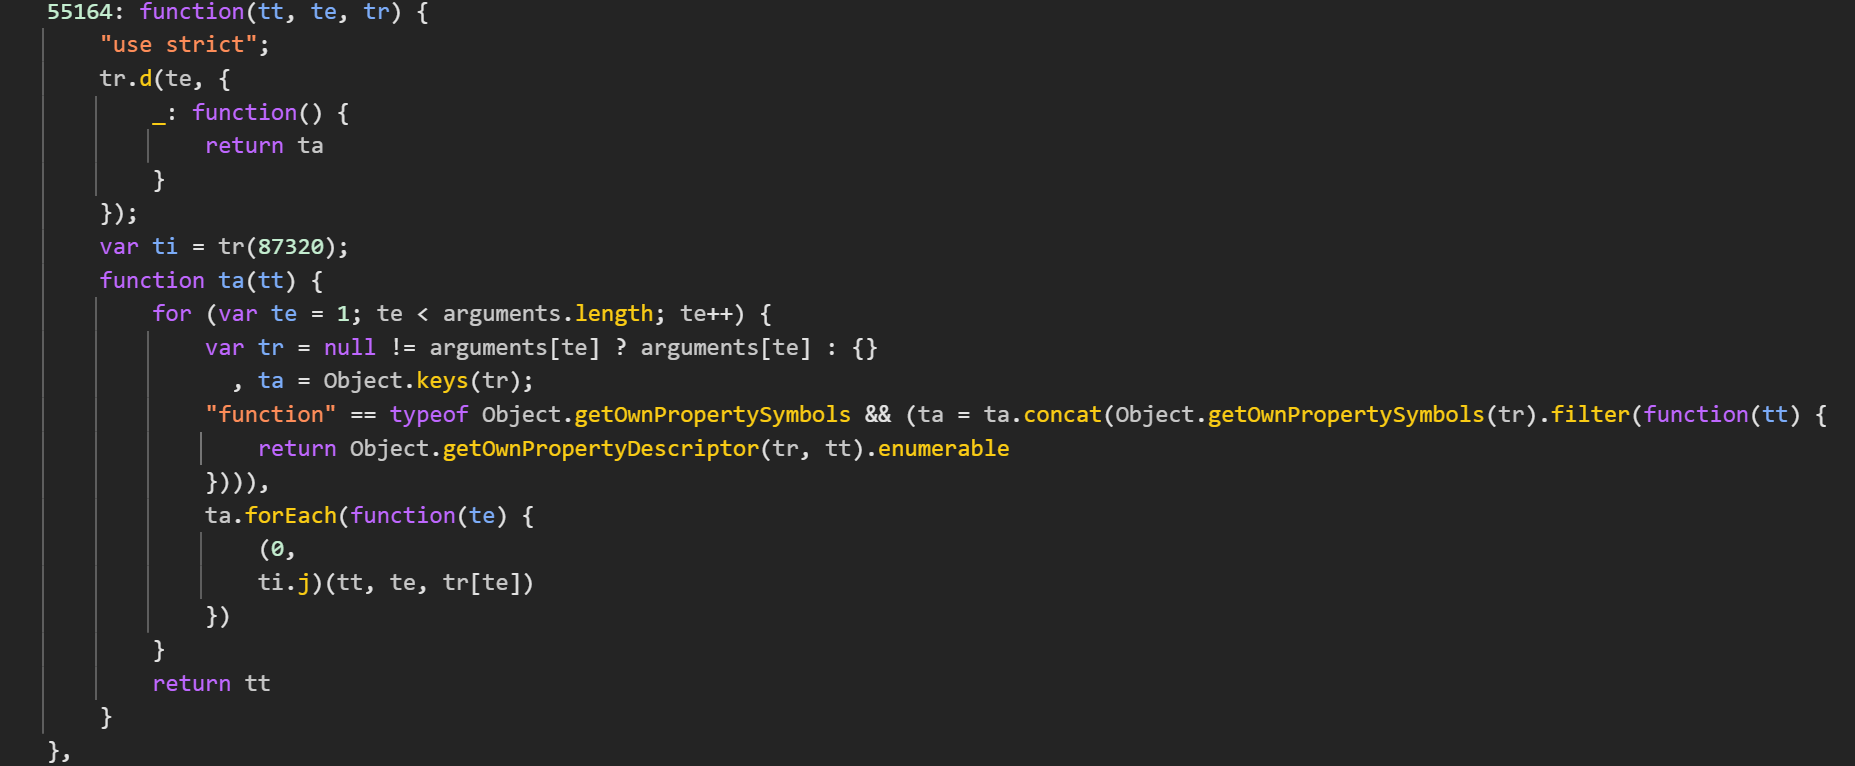 55164: function(tt, te, tr) {
"use strict";
tr.d(te, {
_: function() {
return ta
}
});
var ti = tr(87320);
function ta(tt) {
for (var te = 1; te < arguments.length; te++) {
var tr = null != arguments[te] ? arguments[te] : {}
, ta = Object.keys(tr);
"function" == typeof Object.getOwnPropertySymbols && (ta = ta.concat(Object.getOwnPropertySymbols(tr).filter(function(tt) {
return Object.getOwnPropertyDescriptor(tr, tt).enumerable
}))),
ta.forEach(function(te) {
(0,
ti.j)(tt, te, tr[te])
})
}
return tt
}
},